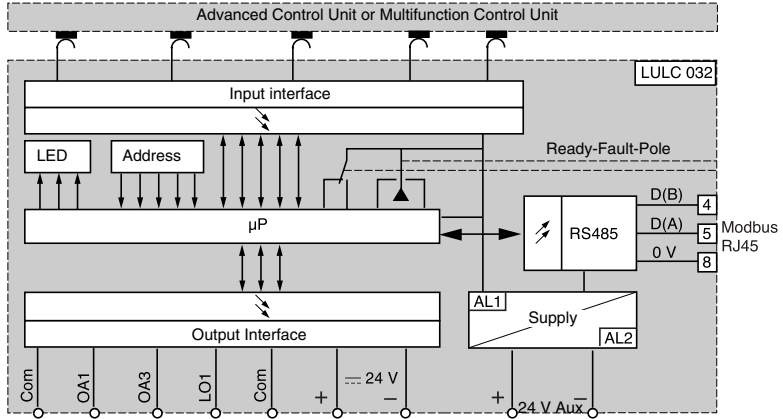 Advanced Control Unit or Multifunction Control Unit
LULC 032
Input interface
LED
Address
Ready-Fault-Pole
µP
RS485
D(B)
4
D(A)
5
0 V
8
Modbus
RJ45
AL1
Supply
AL2
Output Interface
Com
OA1
OA3
LO1
Com
+
24 V
−
+
24 V Aux
−